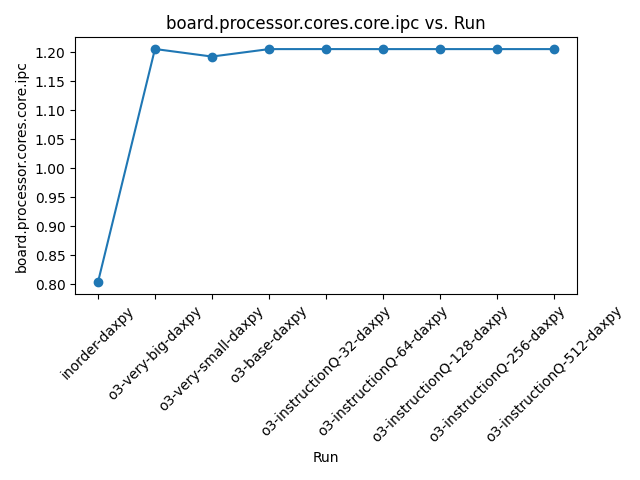 board.processor.cores.core.ipc vs. Run
board.processor.cores.core.ipc
1.20
1.15
1.10
1.05
1.00
0.95
0.90
0.85
0.80
inorder-daxpy
o3-very-big-daxpy
o3-very-small-daxpy
o3-base-daxpy
o3-instructionQ-32-daxpy
o3-instructionQ-64-daxpy
o3-instructionQ-128-daxpy
o3-instructionQ-256-daxpy
o3-instructionQ-512-daxpy
Run